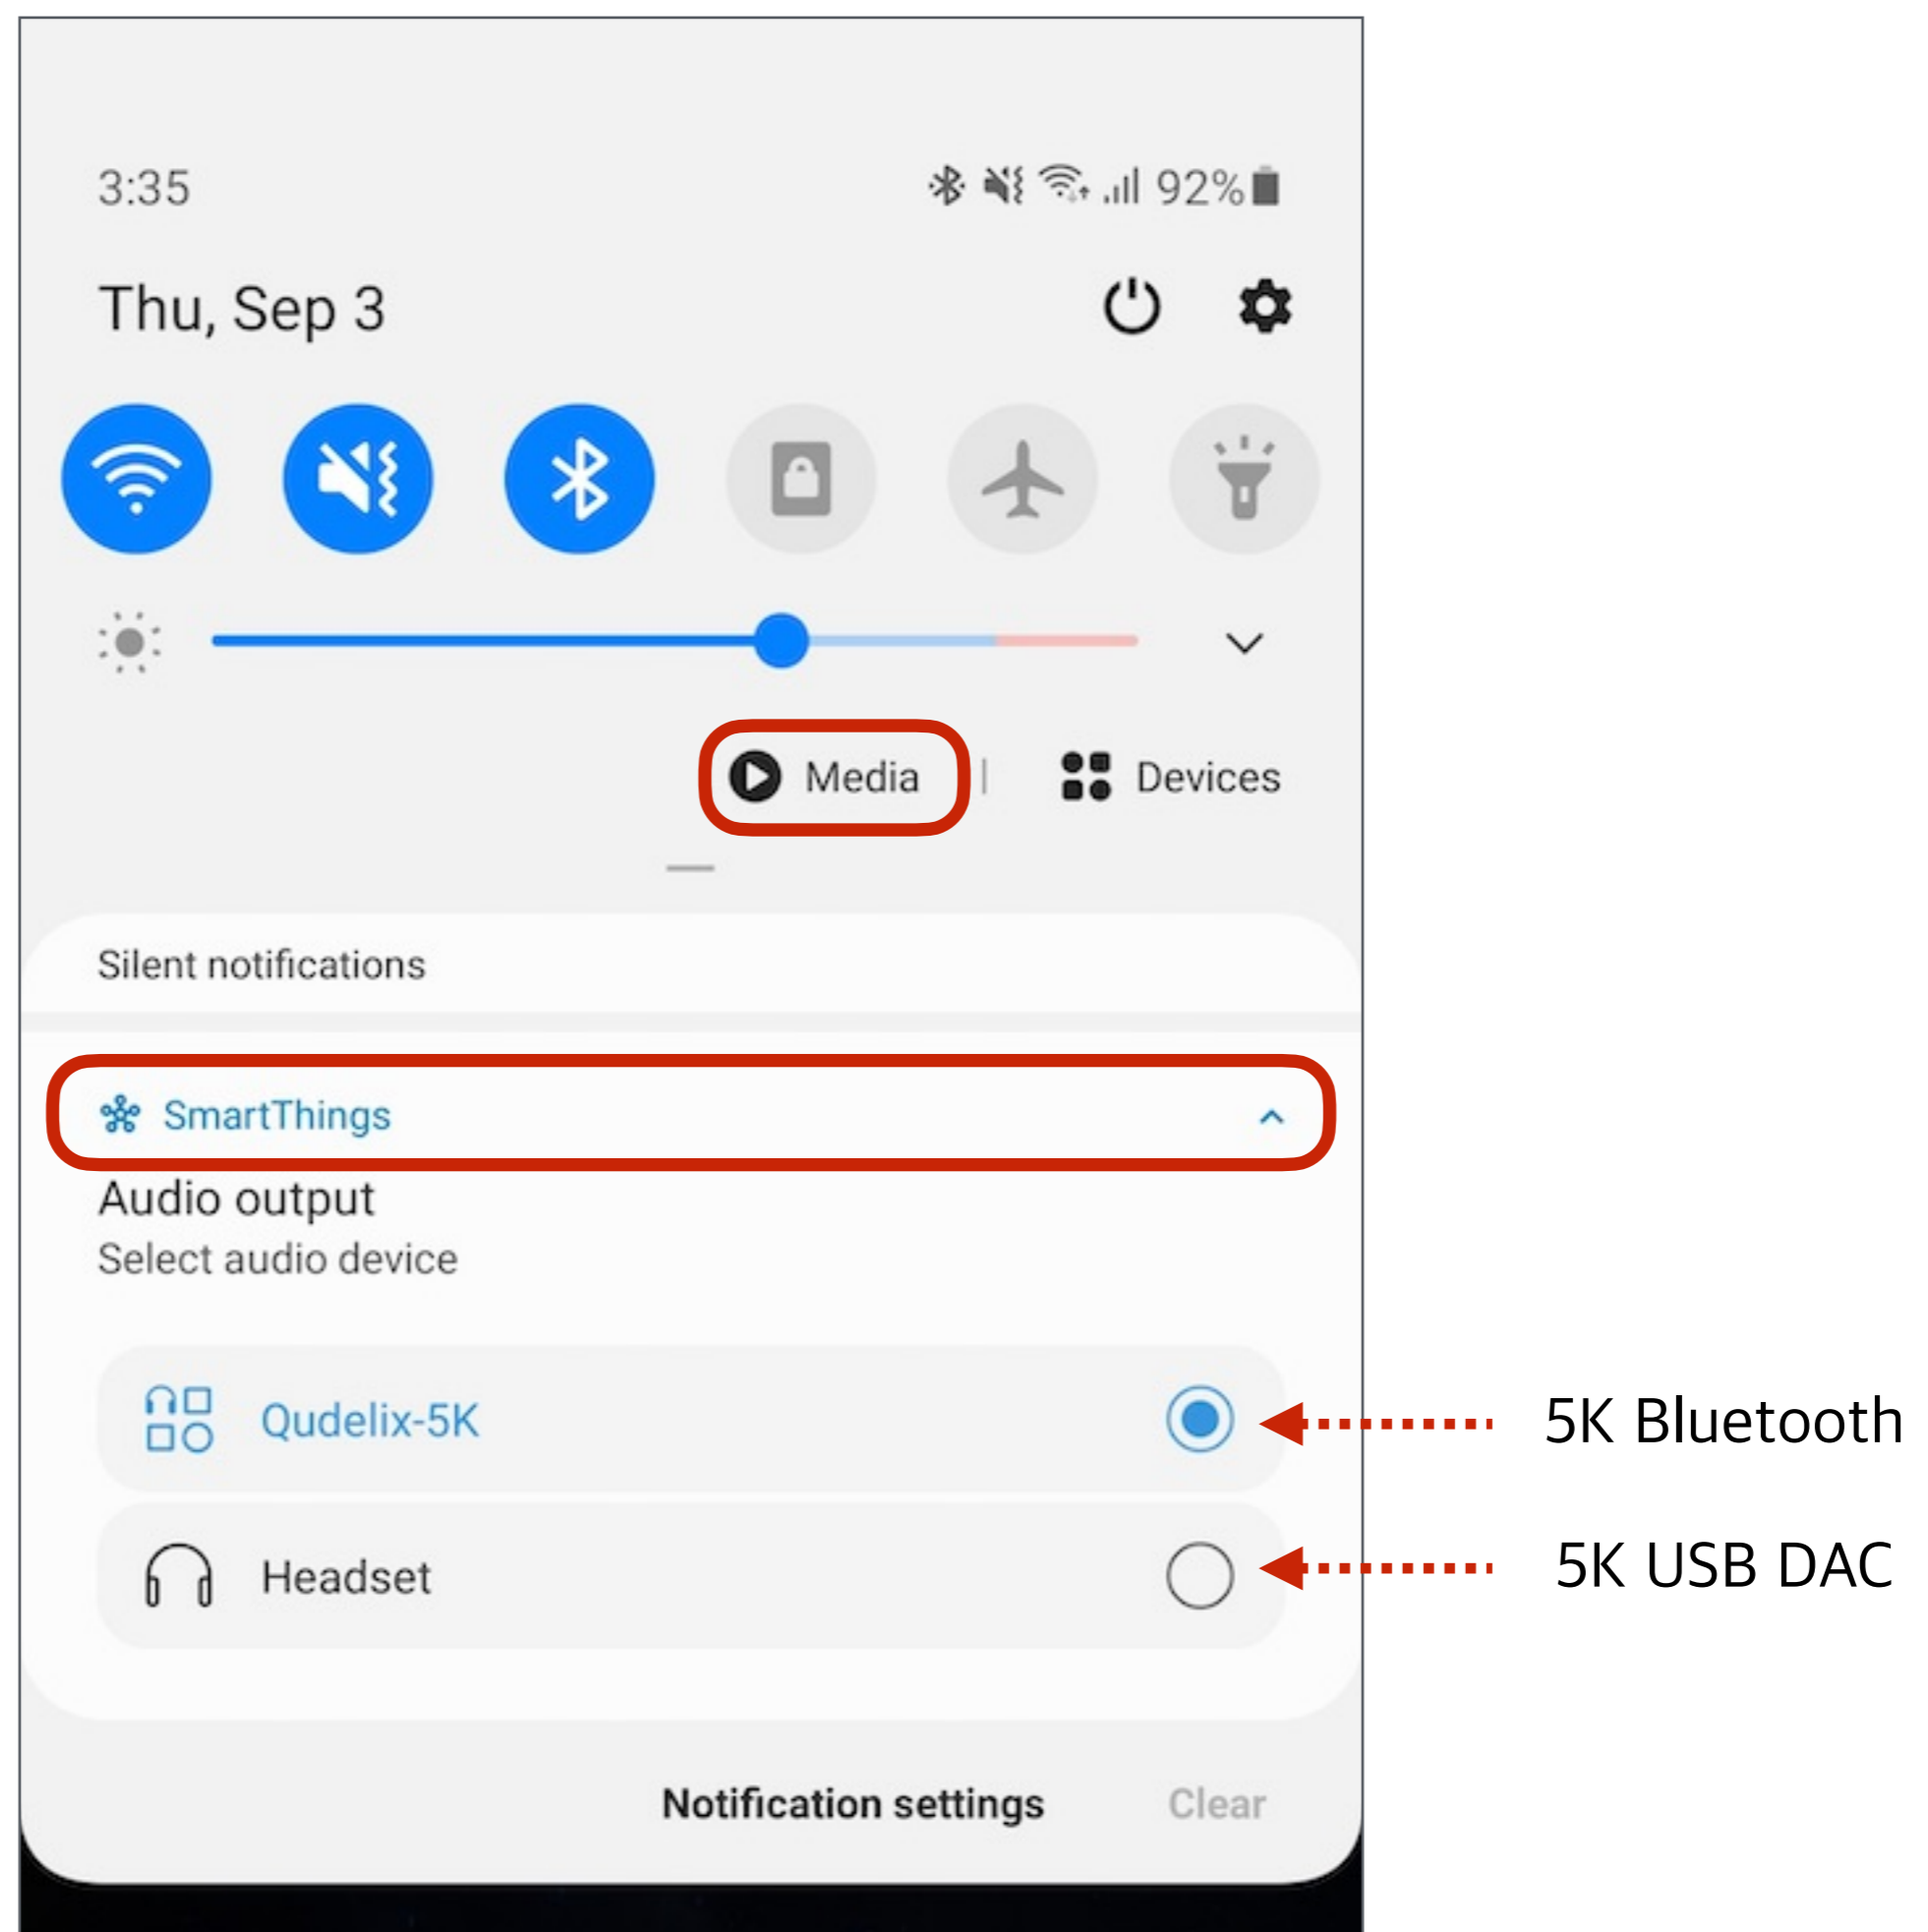 3:35 92%
Thu, Sep 3
Media | Devices
Silent notifications
SmartThings
Audio output
Select audio device
Qudelix-5K 5K Bluetooth
Headset 5K USB DAC
Notification settings Clear